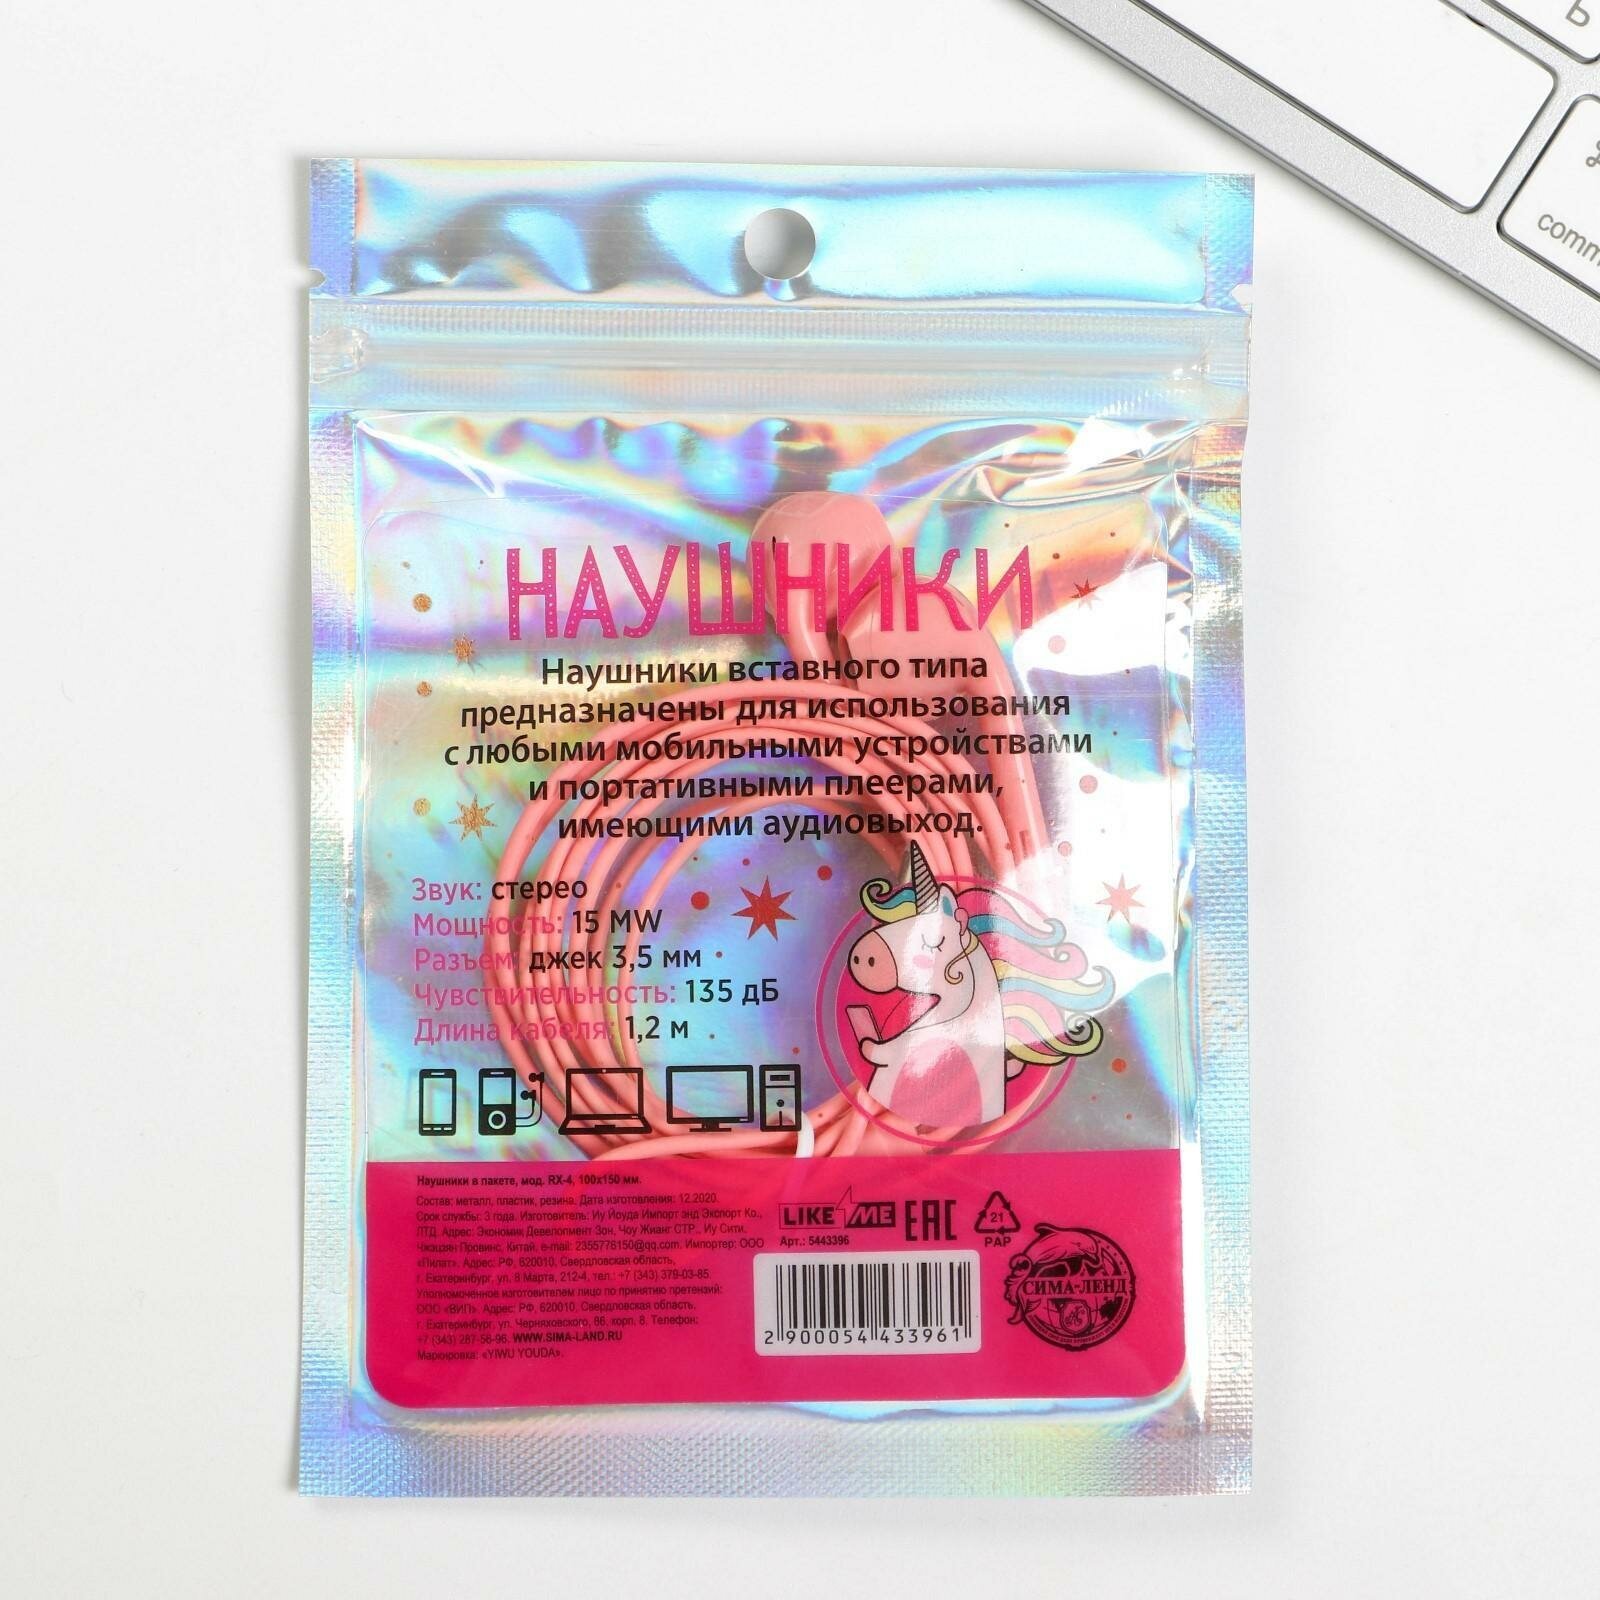 Ь
comm
НАУШНИКИ
Наушники вставного типа
предназначены для использования
с любыми мобильными устройствами
и портативными плеерами,
имеющими аудиовыход.
Звук: стерео
Мощность: 15 MW
Разъем: джек 3,5 мм
Чувствительность: 135 дБ
Длина кабеля: 1,2 м
Наушники в пакете, мод. RX-4, 100х150 мм.
Состав: металл, пластик, резина. Дата изготовления: 12.2020.
Срок службы: 3 года. Изготовитель: Иу Йоуда Импорт энд Экспорт Ко.,
ЛТД. Адрес: Экономик Девелопмент Зон, Чоу Жианг СТР., Иу Сити,
Чжэцзян Провинс, Китай, e-mail: 2355776150@qq.com. Импортер: ООО
«Пилат». Адрес: РФ, 620010, Свердловская область,
г. Екатеринбург, ул. 8 Марта, 212-4, тел.: +7 (343) 379-03-85.
Уполномоченное изготовителем лицо по принятию претензий:
ООО «ВИП». Адрес: РФ, 620010, Свердловская область,
г. Екатеринбург, ул. Черняховского, 86, корп. 8. Телефон:
+7 (343) 287-56-96. WWW.SIMA-LAND.RU
Маркировка: «YIWU YOUDA».
LIKE ME
Арт.: 5443396
EAC
21
PAP
2 900054 433961
СИМА-ЛЕНД